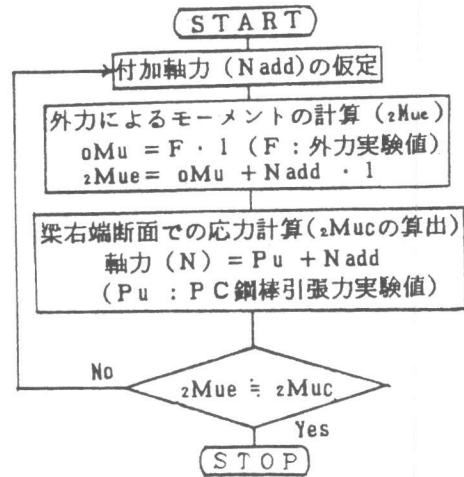 START
付加軸力(Nadd)の仮定
外力によるモーメントの計算(₂Mue)
₀Mu = F・l (F:外力実験値)
₂Mue= ₀Mu + Nadd ・l
梁右端断面での応力計算(₂Mucの算出)
軸力(N) = Pu + Nadd
(Pu : PC鋼棒引張力実験値)
No
₂Mue ≒ ₂Muc
Yes
STOP